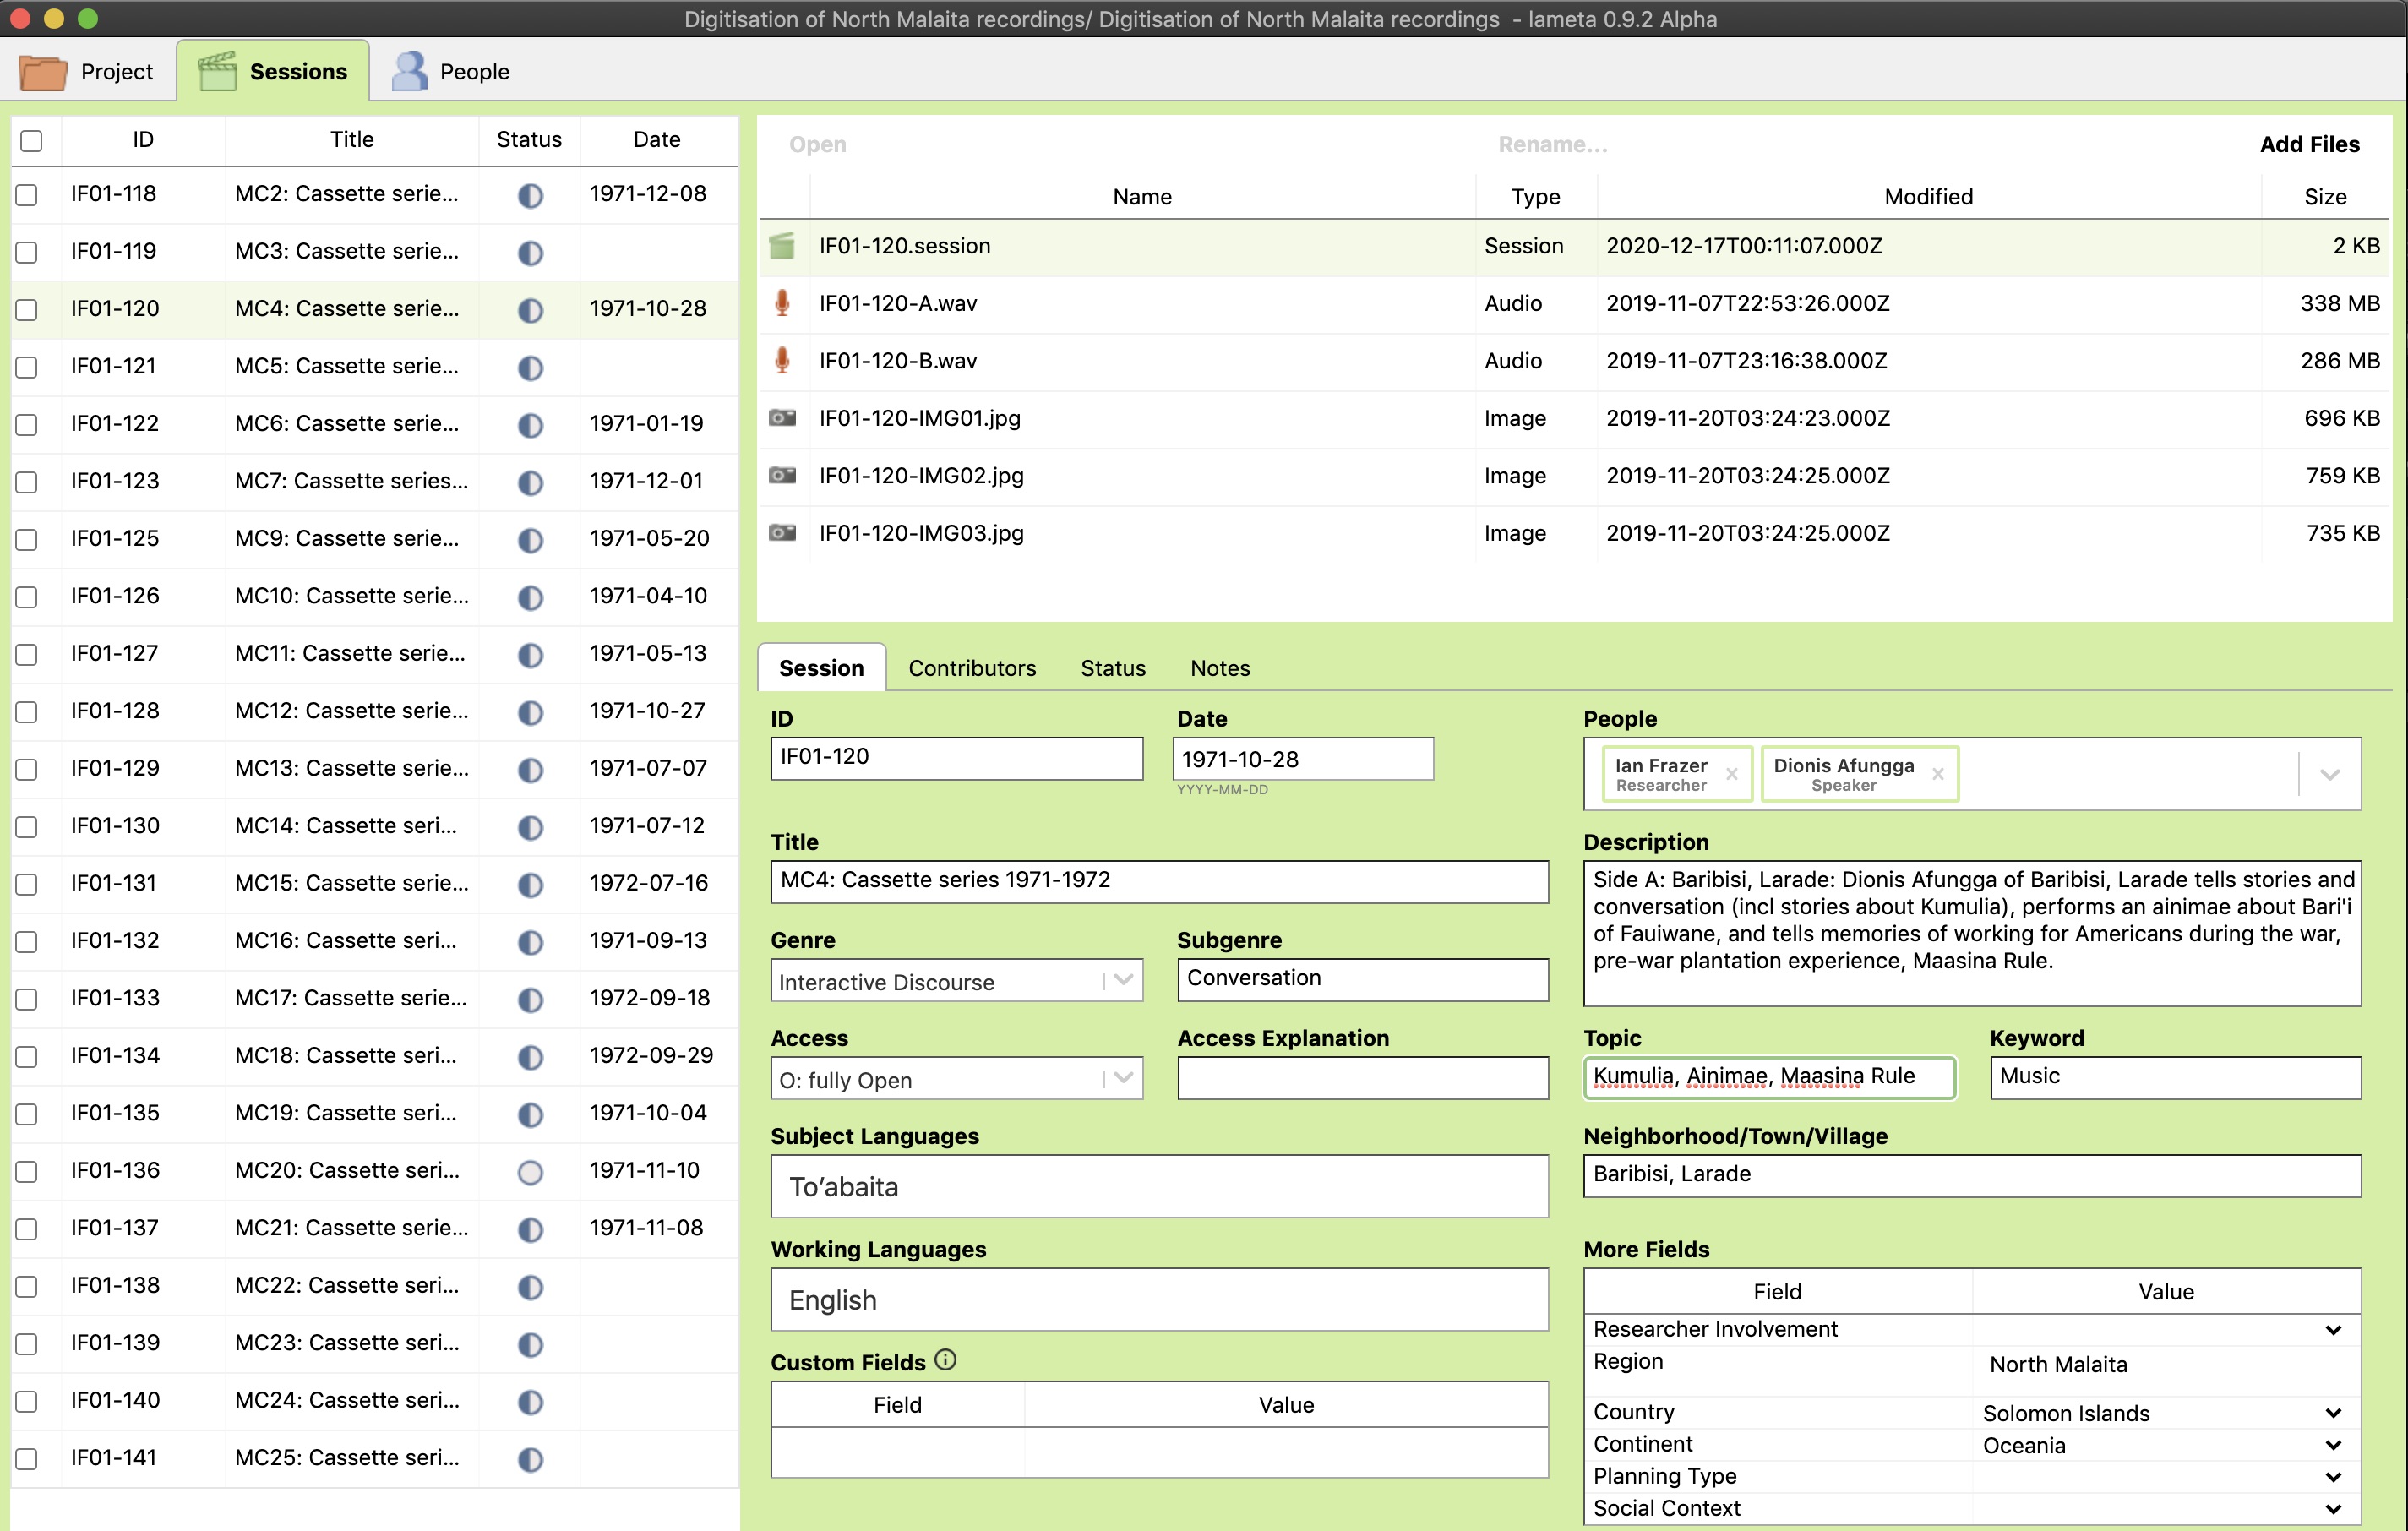 Digitisation of North Malaita recordings/ Digitisation of North Malaita recordings - lameta 0.9.2 Alpha
Project Sessions People
ID Title Status Date
IF01-118 MC2: Cassette serie... 1971-12-08
IF01-119 MC3: Cassette serie...
IF01-120 MC4: Cassette serie... 1971-10-28
IF01-121 MC5: Cassette serie...
IF01-122 MC6: Cassette serie... 1971-01-19
IF01-123 MC7: Cassette series... 1971-12-01
IF01-125 MC9: Cassette serie... 1971-05-20
IF01-126 MC10: Cassette serie... 1971-04-10
IF01-127 MC11: Cassette serie... 1971-05-13
IF01-128 MC12: Cassette serie... 1971-10-27
IF01-129 MC13: Cassette serie... 1971-07-07
IF01-130 MC14: Cassette seri... 1971-07-12
IF01-131 MC15: Cassette serie... 1972-07-16
IF01-132 MC16: Cassette seri... 1971-09-13
IF01-133 MC17: Cassette serie... 1972-09-18
IF01-134 MC18: Cassette seri... 1972-09-29
IF01-135 MC19: Cassette seri... 1971-10-04
IF01-136 MC20: Cassette seri... 1971-11-10
IF01-137 MC21: Cassette serie... 1971-11-08
IF01-138 MC22: Cassette seri...
IF01-139 MC23: Cassette seri...
IF01-140 MC24: Cassette seri...
IF01-141 MC25: Cassette seri...
Open Rename... Add Files
Name Type Modified Size
IF01-120.session Session 2020-12-17T00:11:07.000Z 2 KB
IF01-120-A.wav Audio 2019-11-07T22:53:26.000Z 338 MB
IF01-120-B.wav Audio 2019-11-07T23:16:38.000Z 286 MB
IF01-120-IMG01.jpg Image 2019-11-20T03:24:23.000Z 696 KB
IF01-120-IMG02.jpg Image 2019-11-20T03:24:25.000Z 759 KB
IF01-120-IMG03.jpg Image 2019-11-20T03:24:25.000Z 735 KB
Session Contributors Status Notes
ID Date
IF01-120 1971-10-28
YYYY-MM-DD
Title
MC4: Cassette series 1971-1972
Genre Subgenre
Interactive Discourse Conversation
Access Access Explanation
O: fully Open
Subject Languages
To’abaita
Working Languages
English
Custom Fields
Field Value
People
Ian Frazer Dionis Afungga
Researcher Speaker
Description
Side A: Baribisi, Larade: Dionis Afungga of Baribisi, Larade tells stories and
conversation (incl stories about Kumulia), performs an ainimae about Bari'i
of Fauiwane, and tells memories of working for Americans during the war,
pre-war plantation experience, Maasina Rule.
Topic Keyword
Kumulia, Ainimae, Maasina Rule Music
Neighborhood/Town/Village
Baribisi, Larade
More Fields
Field Value
Researcher Involvement
Region North Malaita
Country Solomon Islands
Continent Oceania
Planning Type
Social Context